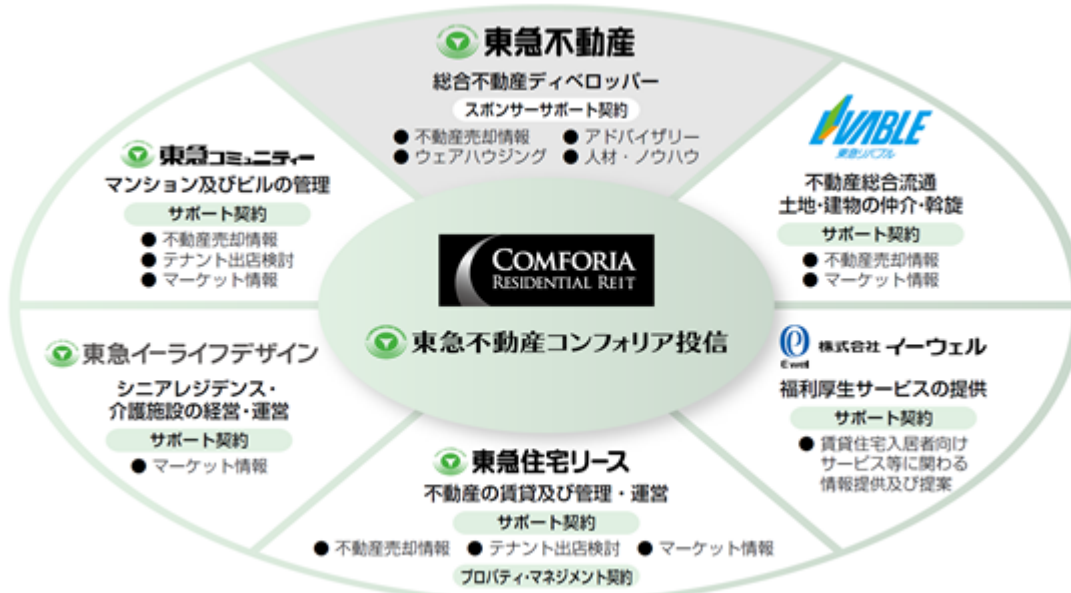 東急不動産
総合不動産ディベロッパー
スポンサーサポート契約
● 不動産売却情報 ● アドバイザリー
● ウェアハウジング ● 人材・ノウハウ
東急コミュニティー
マンション及びビルの管理
サポート契約
● 不動産売却情報
● テナント出店検討
● マーケット情報
LIVABLE
東急リバブル
不動産総合流通
土地・建物の仲介・斡旋
サポート契約
● 不動産売却情報
● マーケット情報
COMFORIA
RESIDENTIAL REIT
東急不動産コンフォリア投信
東急イーライフデザイン
シニアレジデンス・
介護施設の経営・運営
サポート契約
● マーケット情報
Ewel
株式会社 イーウェル
福利厚生サービスの提供
サポート契約
● 賃貸住宅入居者向け
サービス等に関わる
情報提供及び提案
東急住宅リース
不動産の賃貸及び管理・運営
サポート契約
● 不動産売却情報 ● テナント出店検討 ● マーケット情報
プロパティ・マネジメント契約